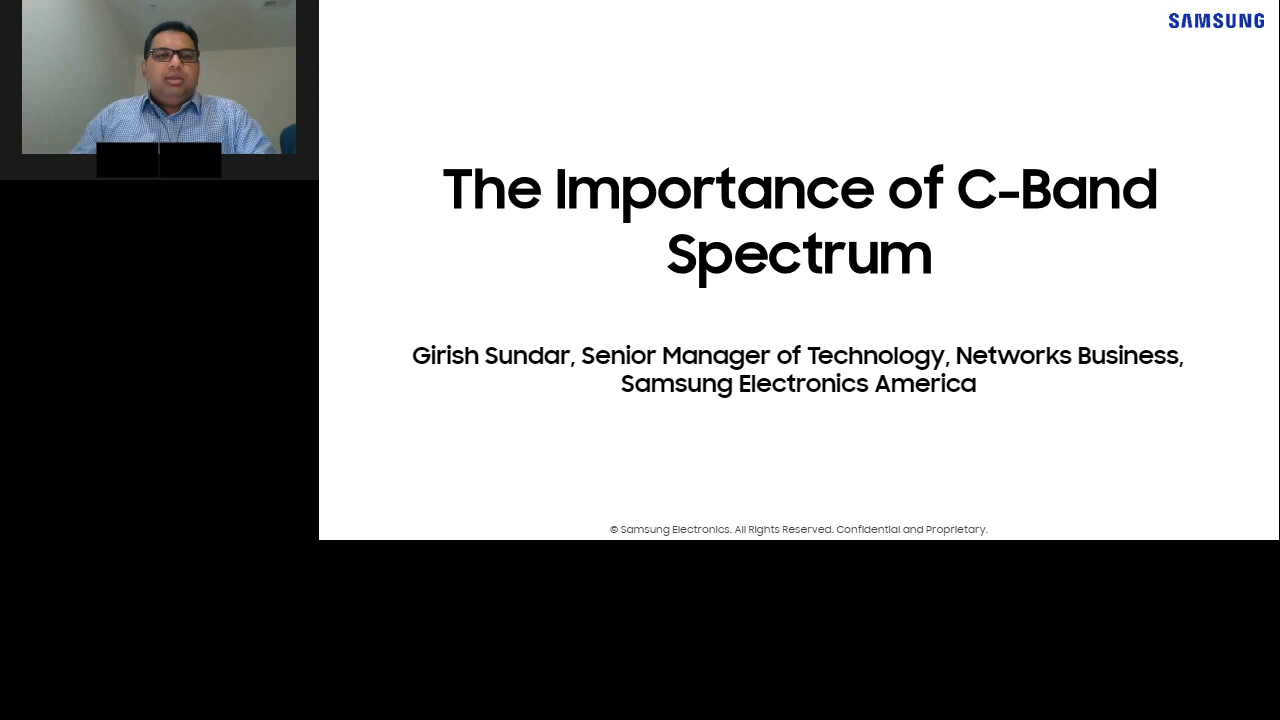 SAMSUNG
The Importance of C-Band
Spectrum
Girish Sundar, Senior Manager of Technology, Networks Business,
Samsung Electronics America
© Samsung Electronics. All Rights Reserved. Confidential and Proprietary.